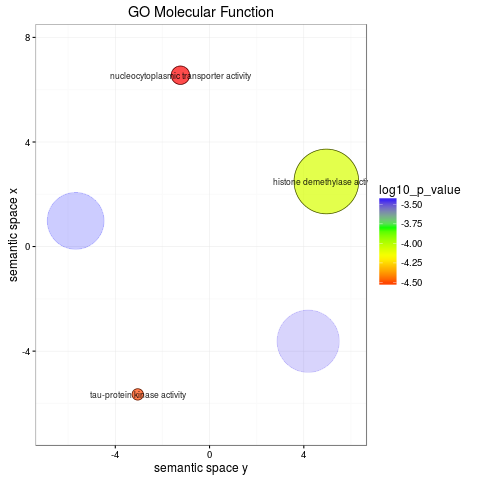 GO Molecular Function
8
nucleocytoplasmic transporter activity
4
histone demethylase acti
log10_p_value
-3.50
-3.75
-4.00
-4.25
-4.50
semantic space x
0
-4
tau-protein kinase activity
-4
0
4
semantic space y